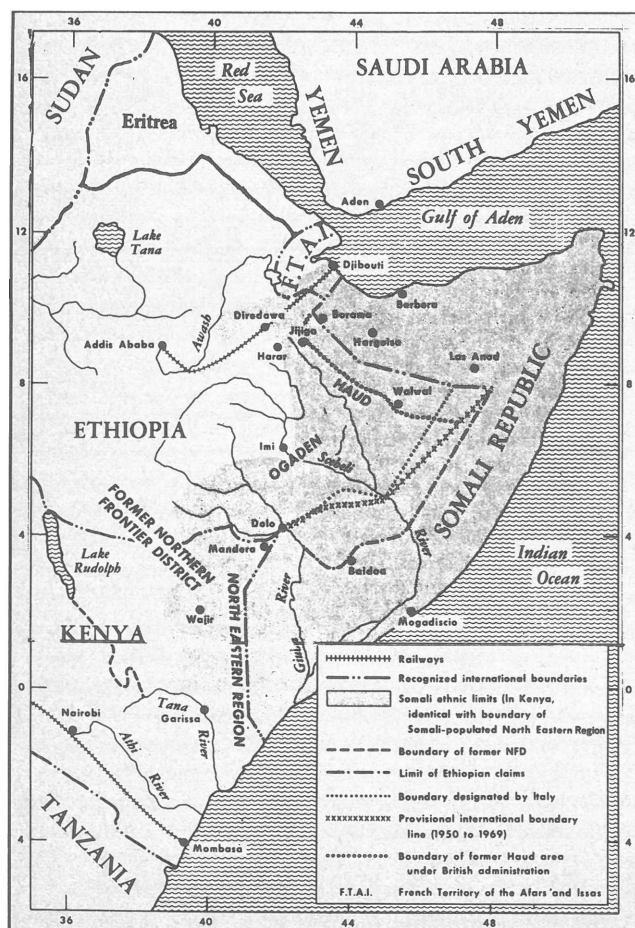 36
40
44
48
16
16
SUDAN
Red
Sea
SAUDI ARABIA
Eritrea
YEMEN
SOUTH YEMEN
Aden
Gulf of Aden
12
12
Lake
Tana
F.T.A.I.
Djibouti
Awash
Diredawa
Borama
Berbera
Addis Ababa
Jijiga
Hargeisa
Harar
Las Anad
8
8
HAUD
Walwal
ETHIOPIA
Imi
OGADEN
Scebeli
River
SOMALI REPUBLIC
FORMER NORTHERN
FRONTIER DISTRICT
Dolo
4
4
Mandera
Baidoa
Lake
Rudolph
NORTH EASTERN REGION
River
Giuba
Indian
Ocean
Wajir
Mogadiscio
KENYA
0
0
Nairobi
Tana
River
Garissa
Athi
River
TANZANIA
Mombasa
4
4
Railways
Recognized international boundaries
Somali ethnic limits (In Kenya,
identical with boundary of
Somali-populated North Eastern Region
Boundary of former NFD
Limit of Ethiopian claims
Boundary designated by Italy
Provisional international boundary
line (1950 to 1969)
Boundary of former Haud area
under British administration
F.T.A.I. French Territory of the Afars and Issas
36
40
44
48